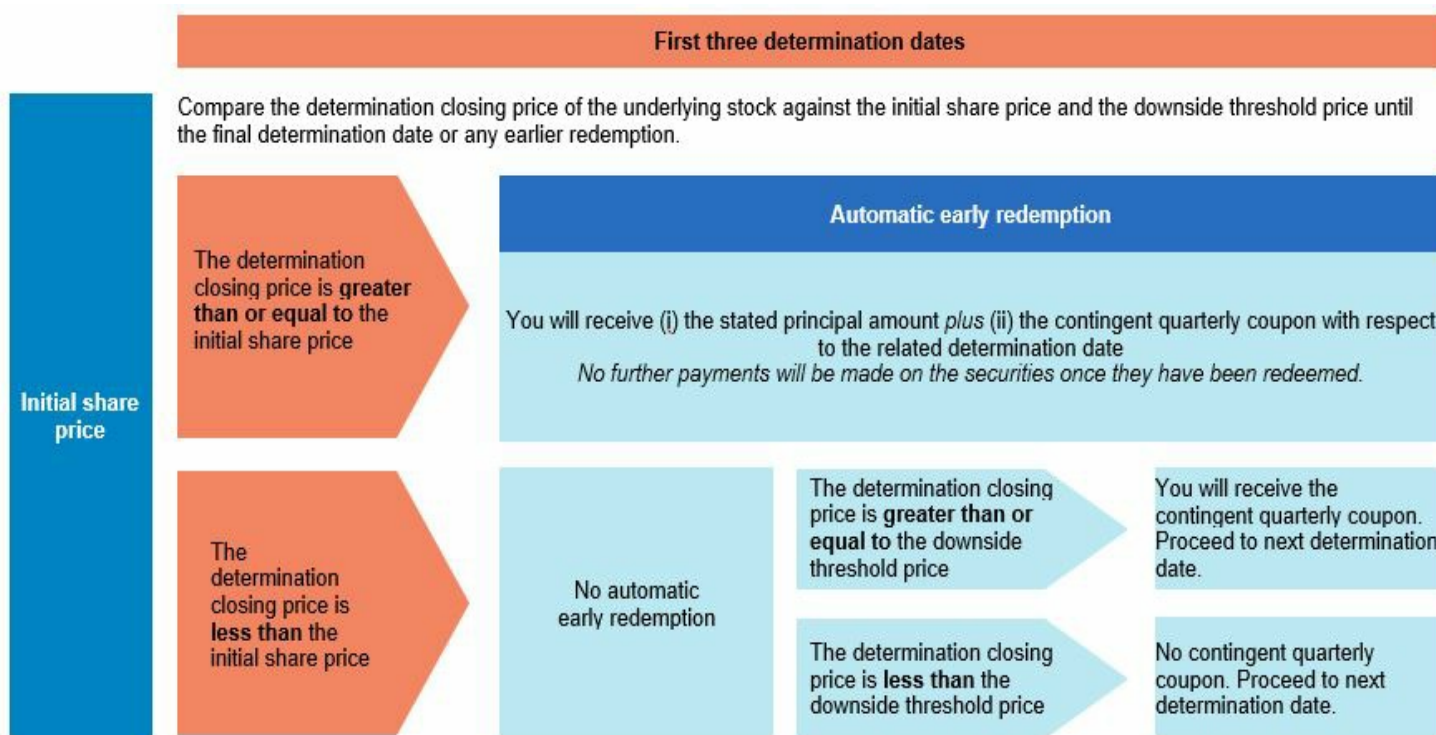 First three determination dates
Compare the determination closing price of the underlying stock against the initial share price and the downside threshold price until
the final determination date or any earlier redemption.
Initial share
price
The determination
closing price is greater
than or equal to the
initial share price
Automatic early redemption
You will receive (i) the stated principal amount plus (ii) the contingent quarterly coupon with respect
to the related determination date
No further payments will be made on the securities once they have been redeemed.
The
determination
closing price is
less than the
initial share price
No automatic
early redemption
The determination closing
price is greater than or
equal to the downside
threshold price
You will receive the
contingent quarterly coupon.
Proceed to next determination
date.
The determination closing
price is less than the
downside threshold price
No contingent quarterly
coupon. Proceed to next
determination date.